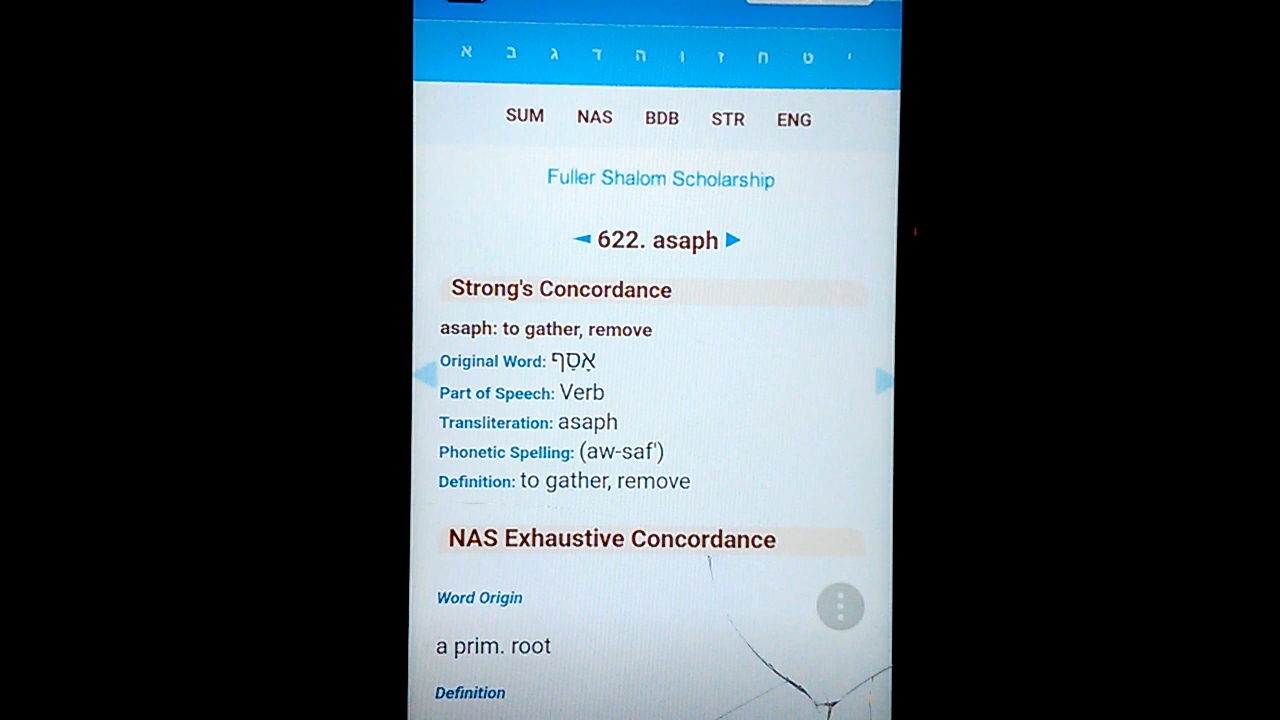 א ב ג ד ה ו ז ח ט י
SUM NAS BDB STR ENG
Fuller Shalom Scholarship
622. asaph
Strong's Concordance
asaph: to gather, remove
Original Word: אָסַף
Part of Speech: Verb
Transliteration: asaph
Phonetic Spelling: (aw-saf')
Definition: to gather, remove
NAS Exhaustive Concordance
Word Origin
a prim. root
Definition